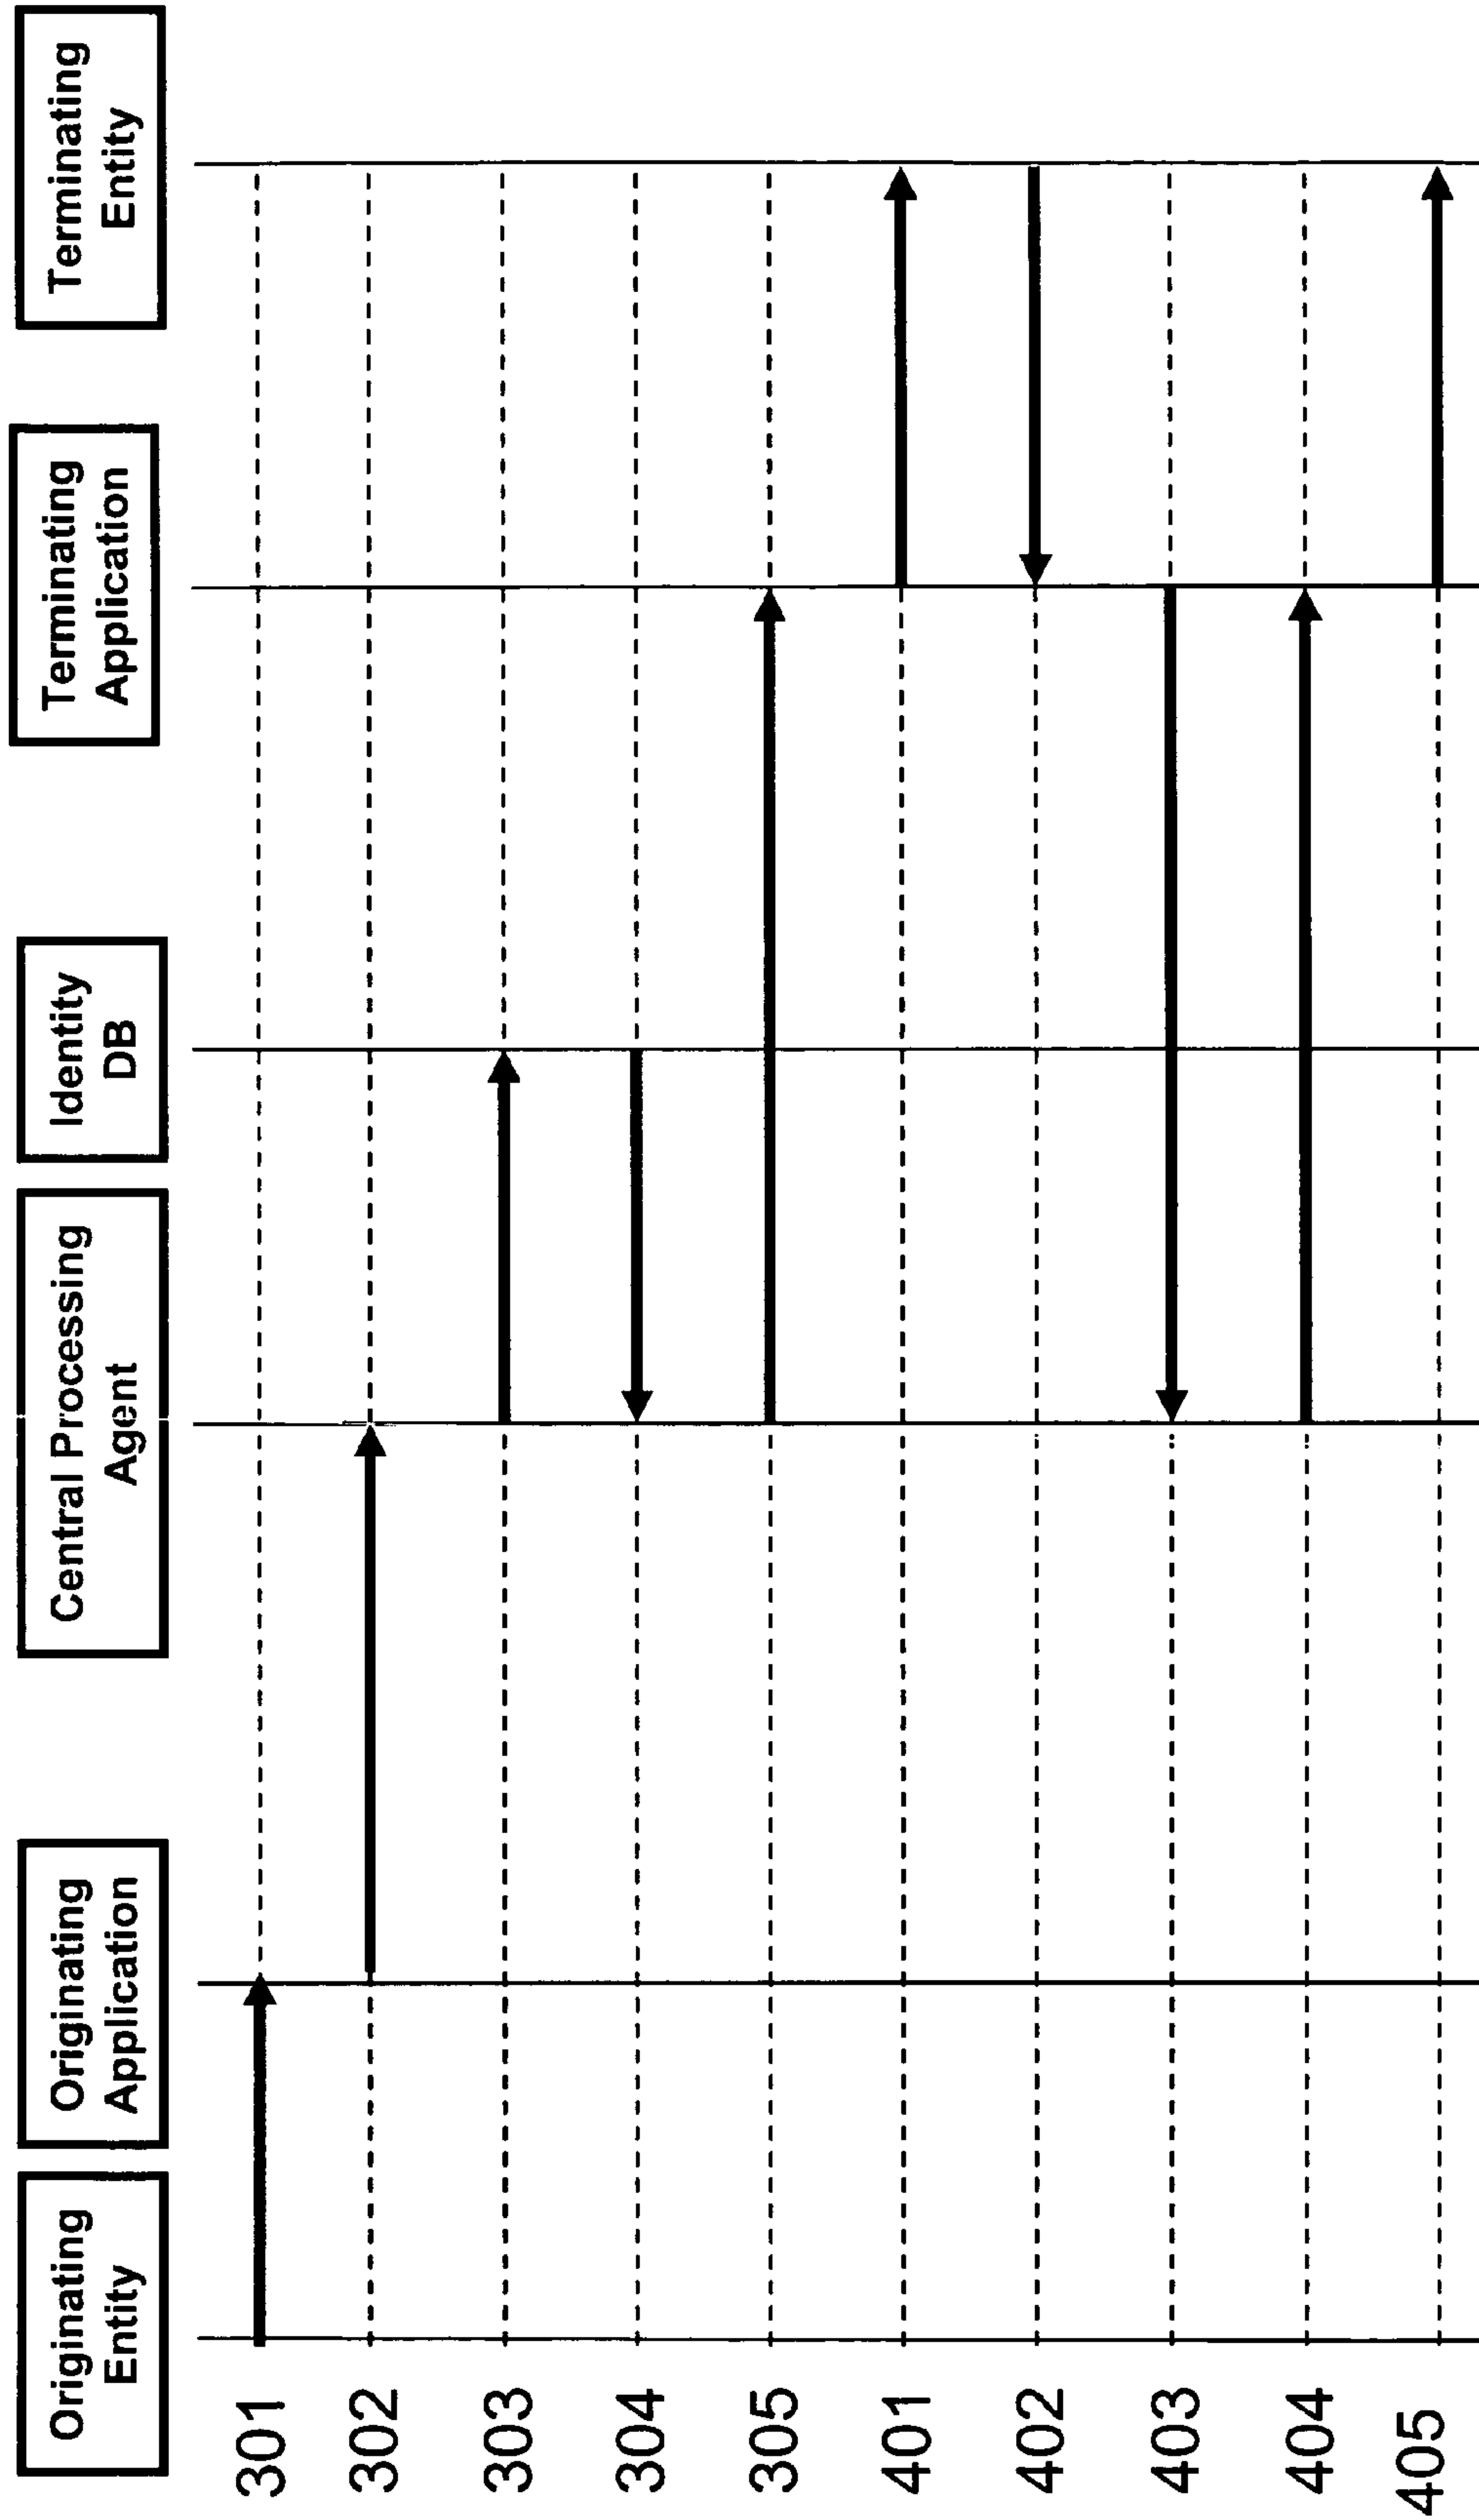 Originating
Entity
Originating
Application
Central Processing
Agent
Identity
DB
Terminating
Application
Terminating
Entity
301
302
303
304
305
401
402
403
404
405